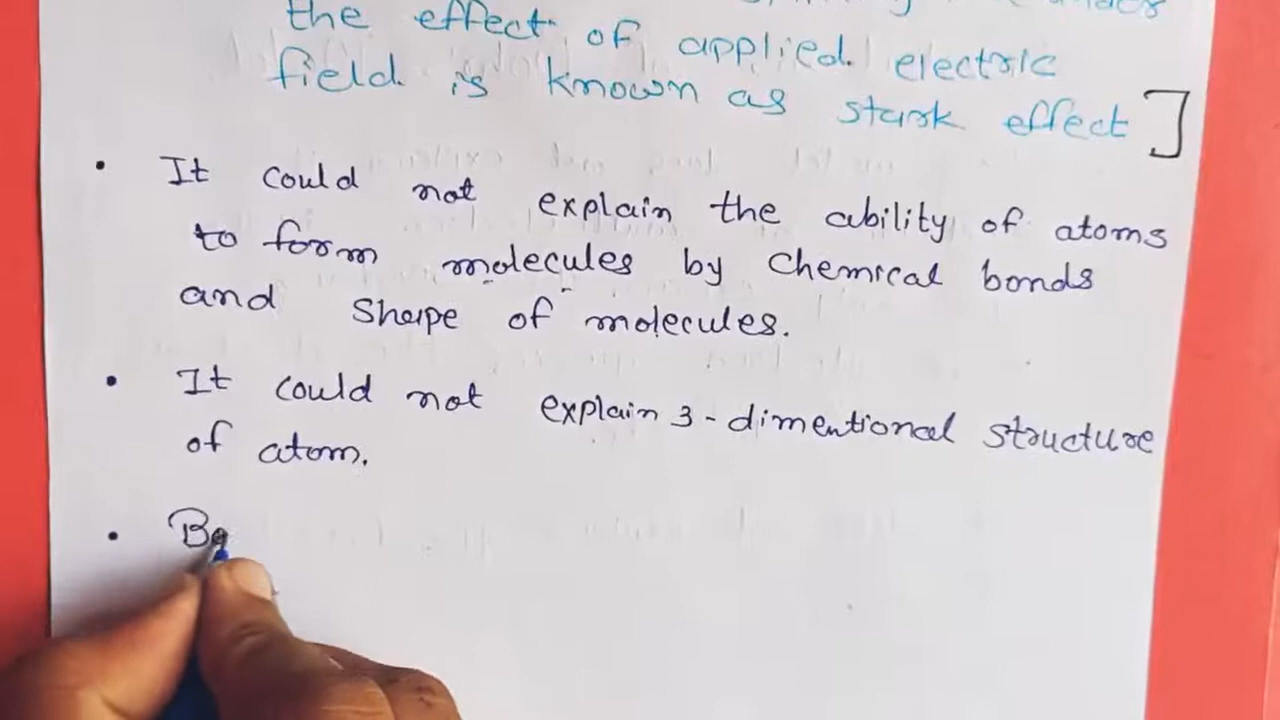 the effect of applied electric
field is known as stark effect]
• It could not explain the ability of atoms
to form molecules by chemical bonds
and shape of molecules.
• It could not explain 3-dimentional structure
of atom.
• Bo